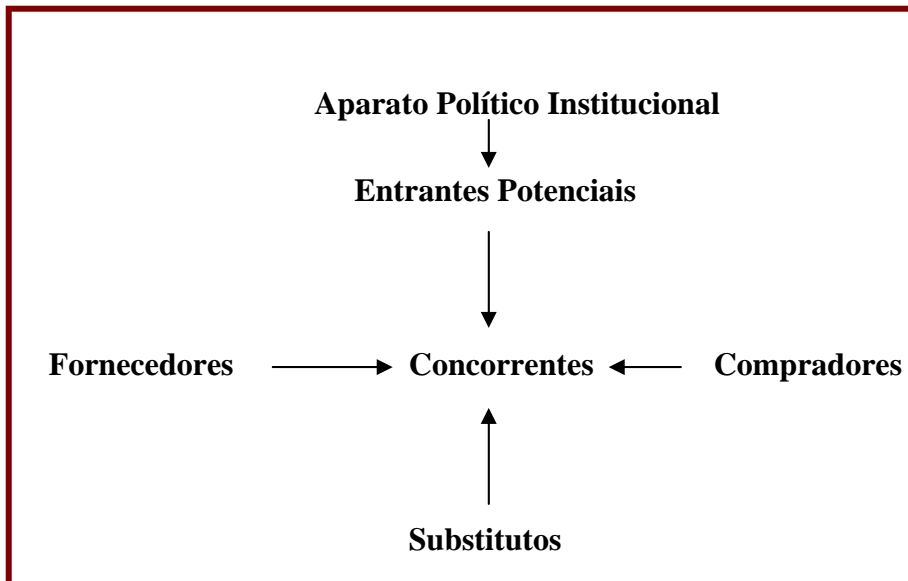 Aparato Político Institucional
Entrantes Potenciais
Fornecedores Concorrentes Compradores
Substitutos